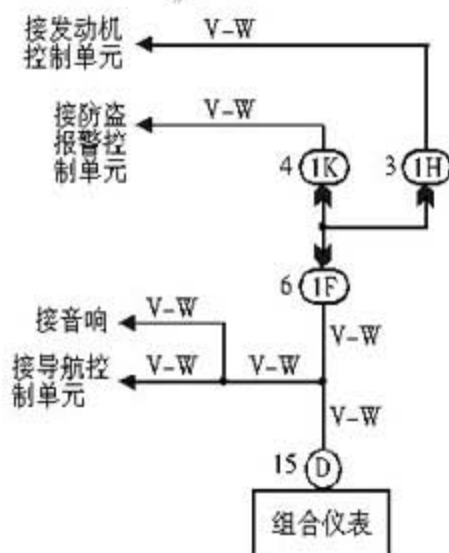 接发动机
控制单元
V-W
接防盗
报警控
制单元
V-W
4 1K
3 1H
6 1F
接音响
V-W
V-W
接导航控
制单元
V-W
V-W
V-W
15 D
组合仪表